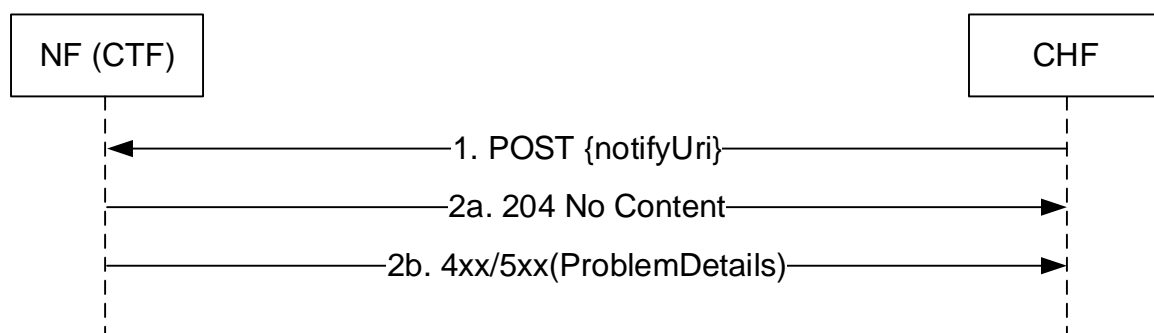 NF (CTF)
CHF
1. POST {notifyUri}
2a. 204 No Content
2b. 4xx/5xx(ProblemDetails)